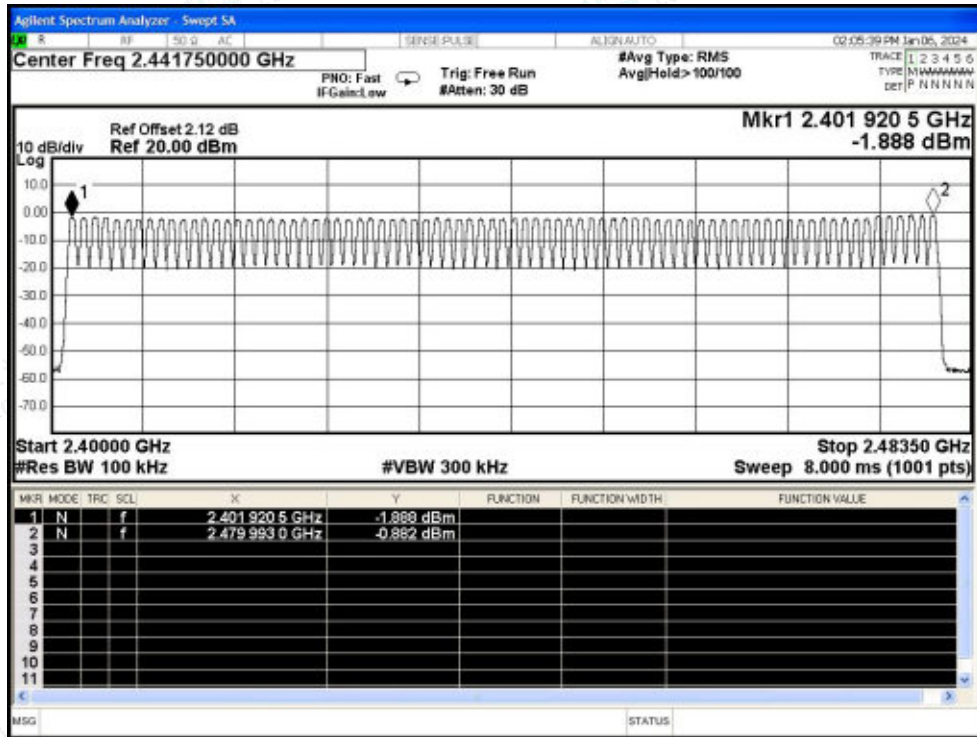 Agilent Spectrum Analyzer - Swept SA
R RF 50 Ω AC SENSE:PULSE ALIGNAUTO 02:05:39 PM Jan 06, 2024
Center Freq 2.441750000 GHz #Avg Type: RMS TRACE 1 2 3 4 5 6
PNO: Fast Trig: Free Run Avg|Hold:>100/100 TYPE M WWWWW
IFGain:Low #Atten: 30 dB DET P N N N N N
Mkr1 2.401 920 5 GHz
Ref Offset 2.12 dB
10 dB/div Ref 20.00 dBm -1.888 dBm
Log
10.0
1 2
0.00
-10.0
-20.0
-30.0
-40.0
-50.0
-60.0
-70.0
Start 2.40000 GHz Stop 2.48350 GHz
#Res BW 100 kHz #VBW 300 kHz Sweep 8.000 ms (1001 pts)
MKR MODE TRC SCL X Y FUNCTION FUNCTION WIDTH FUNCTION VALUE
1 N f 2.401 920 5 GHz -1.888 dBm
2 N f 2.479 993 0 GHz -0.882 dBm
3
4
5
6
7
8
9
10
11
MSG STATUS